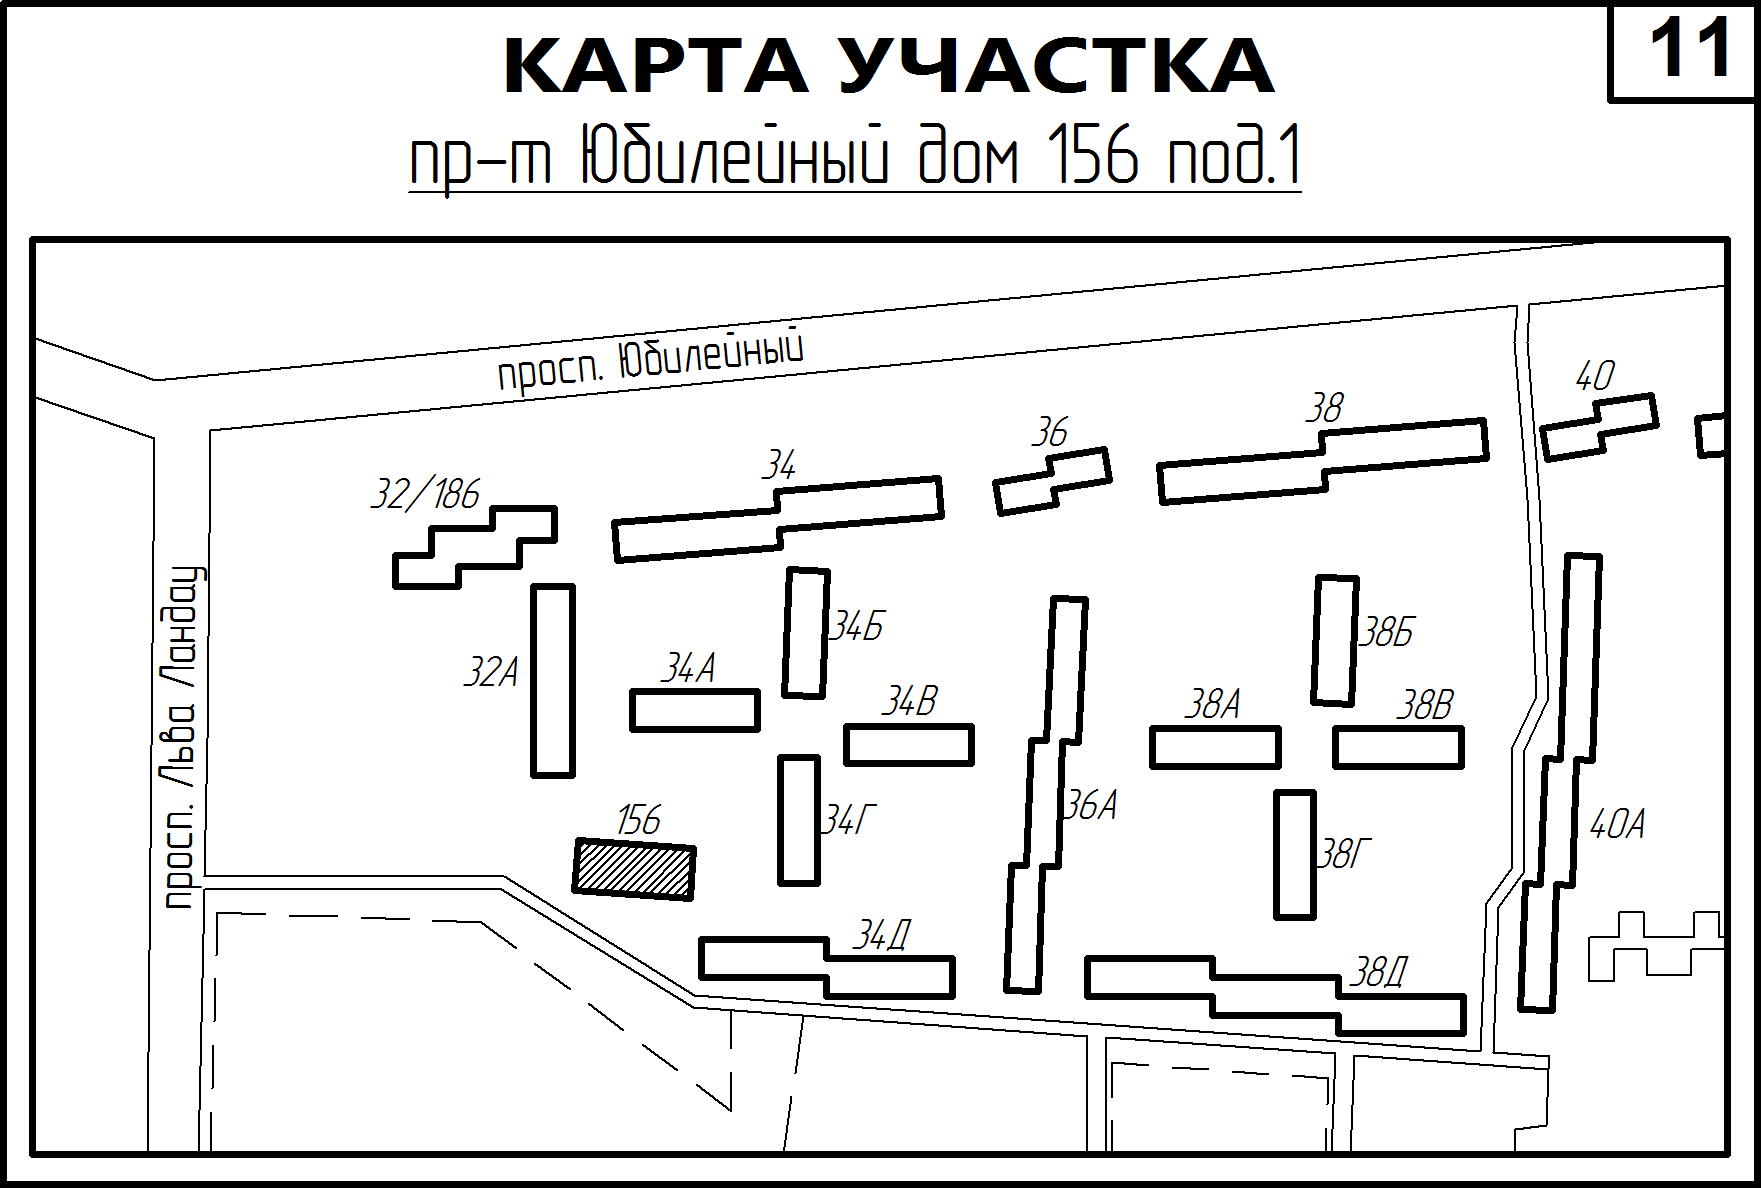 11
КАРТА УЧАСТКА
пр-т Юбилейный дом 156 под.1
просп. Юбилейный
40
38
36
34
32/186
34Б
38Б
32А
34А
34В
38А
38В
просп. Льва Ландау
156
34Г
36А
38Г
40А
34Д
38Д